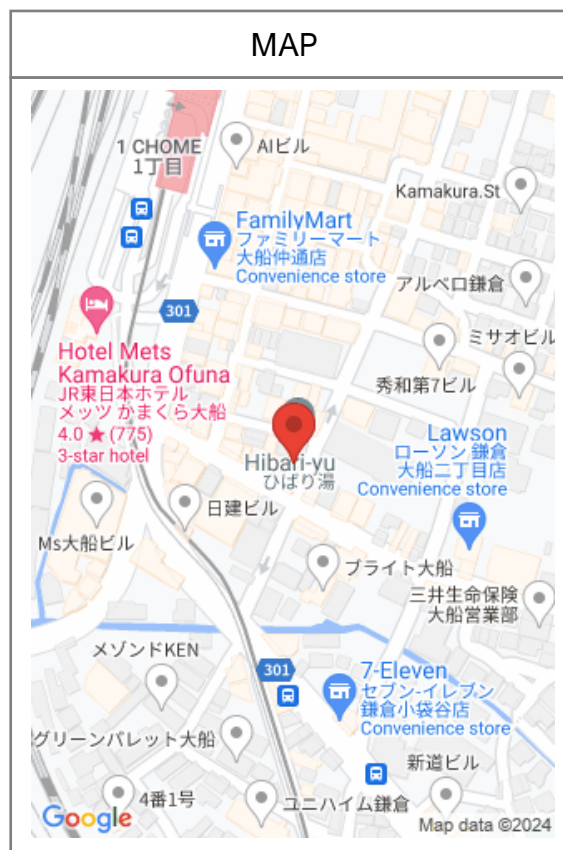 MAP
1 CHOME
1丁目
AIビル
Kamakura.St
FamilyMart
ファミリーマート
大船仲通店
Convenience store
アルベロ鎌倉
301
ミサオビル
Hotel Mets
Kamakura Ofuna
JR東日本ホテル
メッツ かまくら大船
4.0 ★ (775)
3-star hotel
秀和第7ビル
Lawson
ローソン 鎌倉
大船二丁目店
Convenience store
Hibari-yu
ひばり湯
日建ビル
Ms大船ビル
ブライト大船
三井生命保険
大船営業部
メゾンドKEN
301
7-Eleven
セブン-イレブン
鎌倉小袋谷店
Convenience store
グリーンパレット大船
新道ビル
4番1号
ユニハイム鎌倉
Google
Map data ©2024